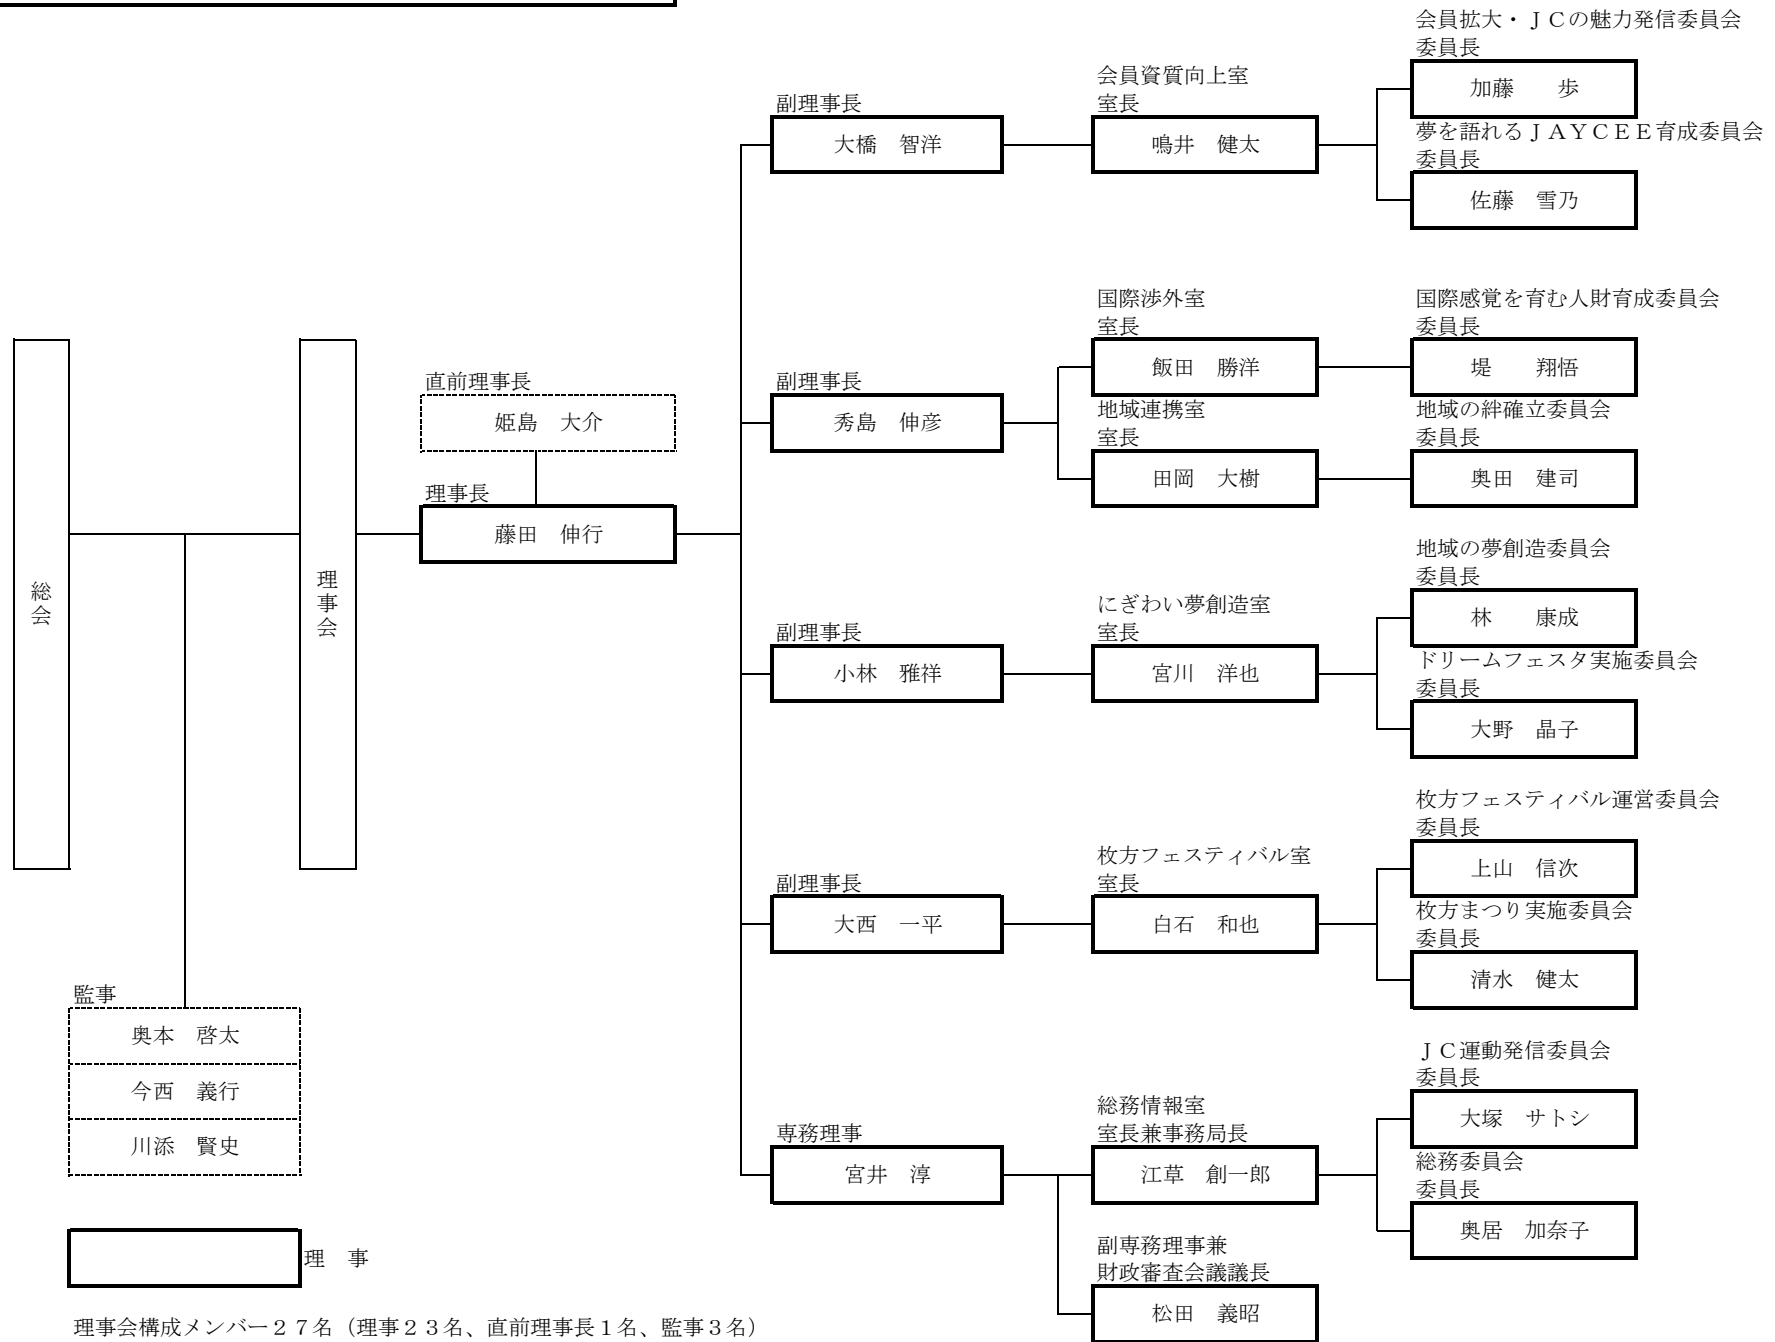 会員拡大・ＪＣの魅力発信委員会
委員長
加藤　　歩
会員資質向上室
室長
副理事長
大橋　智洋
鳴井　健太
夢を語れるＪＡＹＣＥＥ育成委員会
委員長
佐藤　雪乃
国際渉外室
室長
飯田　勝洋
国際感覚を育む人財育成委員会
委員長
堤　　翔悟
直前理事長
姫島　大介
副理事長
秀島　伸彦
地域連携室
室長
田岡　大樹
地域の絆確立委員会
委員長
奥田　建司
理事長
藤田　伸行
総会
理事会
地域の夢創造委員会
委員長
林　　康成
にぎわい夢創造室
室長
副理事長
小林　雅祥
宮川　洋也
ドリームフェスタ実施委員会
委員長
大野　晶子
枚方フェスティバル運営委員会
委員長
上山　信次
枚方フェスティバル室
室長
副理事長
大西　一平
白石　和也
枚方まつり実施委員会
委員長
清水　健太
監事
奥本　啓太
今西　義行
川添　賢史
ＪＣ運動発信委員会
委員長
大塚　サトシ
総務情報室
室長兼事務局長
専務理事
宮井　淳
江草　創一郎
総務委員会
委員長
奥居　加奈子
副専務理事兼
財政審査会議議長
松田　義昭
理　事
理事会構成メンバー２７名（理事２３名、直前理事長１名、監事３名）